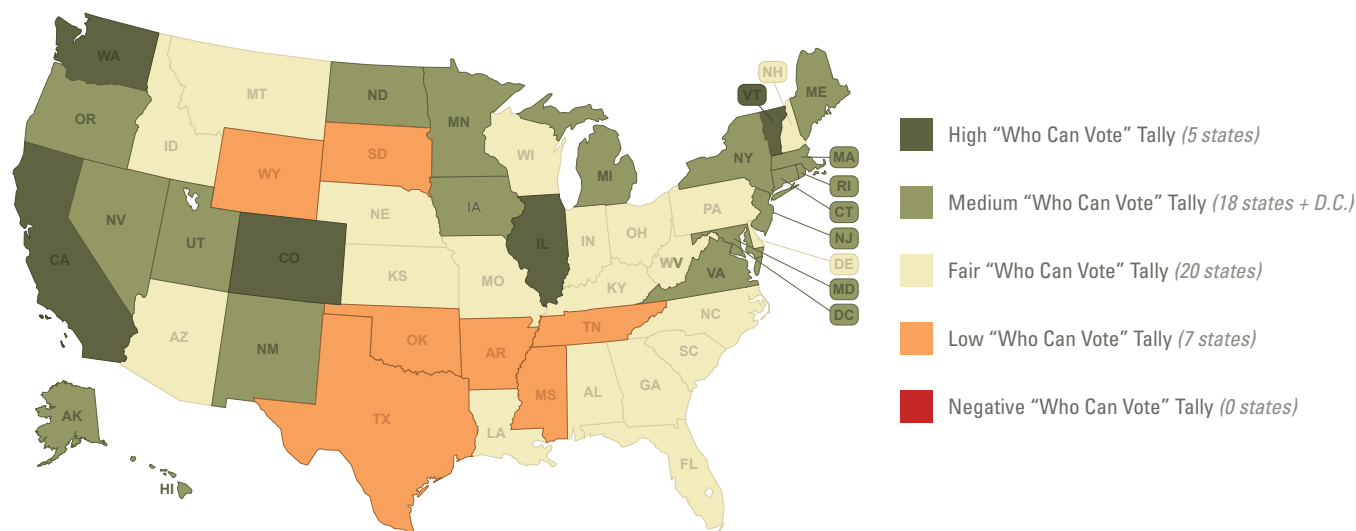 WA
MT
ND
MN
OR
ID
WY
SD
WI
MI
NH
VT
ME
NY
MA
RI
CT
NJ
DE
MD
DC
NV
UT
CO
NE
IA
IL
IN
OH
PA
CA
KS
MO
KY
WV
VA
AZ
NM
OK
AR
TN
NC
SC
TX
LA
MS
AL
GA
FL
AK
HI
High “Who Can Vote” Tally (5 states)
Medium “Who Can Vote” Tally (18 states + D.C.)
Fair “Who Can Vote” Tally (20 states)
Low “Who Can Vote” Tally (7 states)
Negative “Who Can Vote” Tally (0 states)